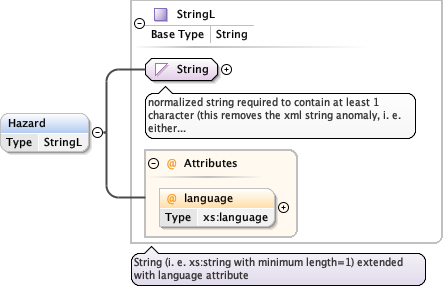 StringL
Base Type String
String
normalized string required to contain at least 1
character (this removes the xml string anomaly, i. e.
either...
Hazard
Type StringL
@ Attributes
@ language
Type xs:language
String (i. e. xs:string with minimum length=1) extended
with language attribute